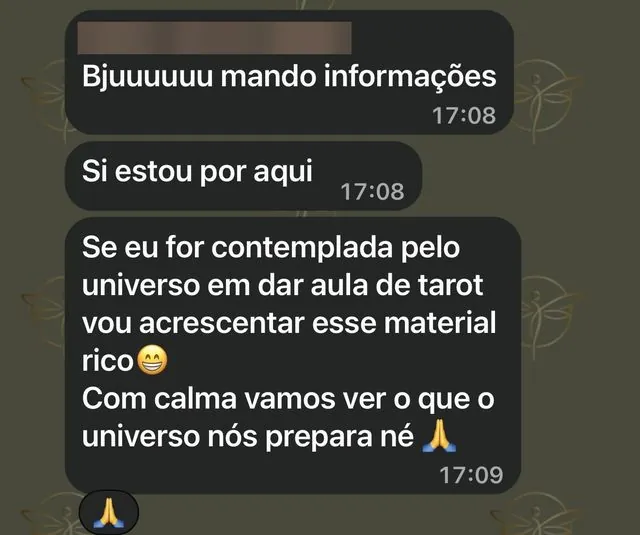 Bjuuuuuu mando informações
17:08
Si estou por aqui
17:08
Se eu for contemplada pelo
universo em dar aula de tarot
vou acrescentar esse material
rico😁
Com calma vamos ver o que o
universo nós prepara né 🙏
17:09
🙏